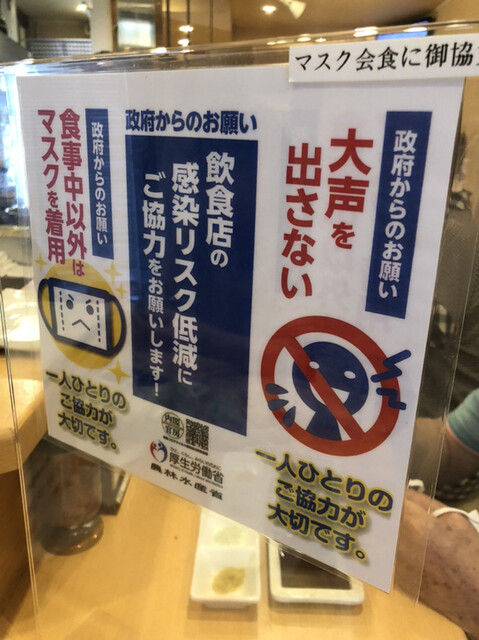 マスク会食に御協
政府からのお願い
大声を
出さない
一人ひとりの
ご協力が
大切です。
政府からのお願い
飲食店の
感染リスク低減に
ご協力をお願いします!
内閣
官房
厚生労働省
農林水産省
政府からのお願い
食事中以外は
マスクを着用
一人ひとりの
ご協力が
大切です。